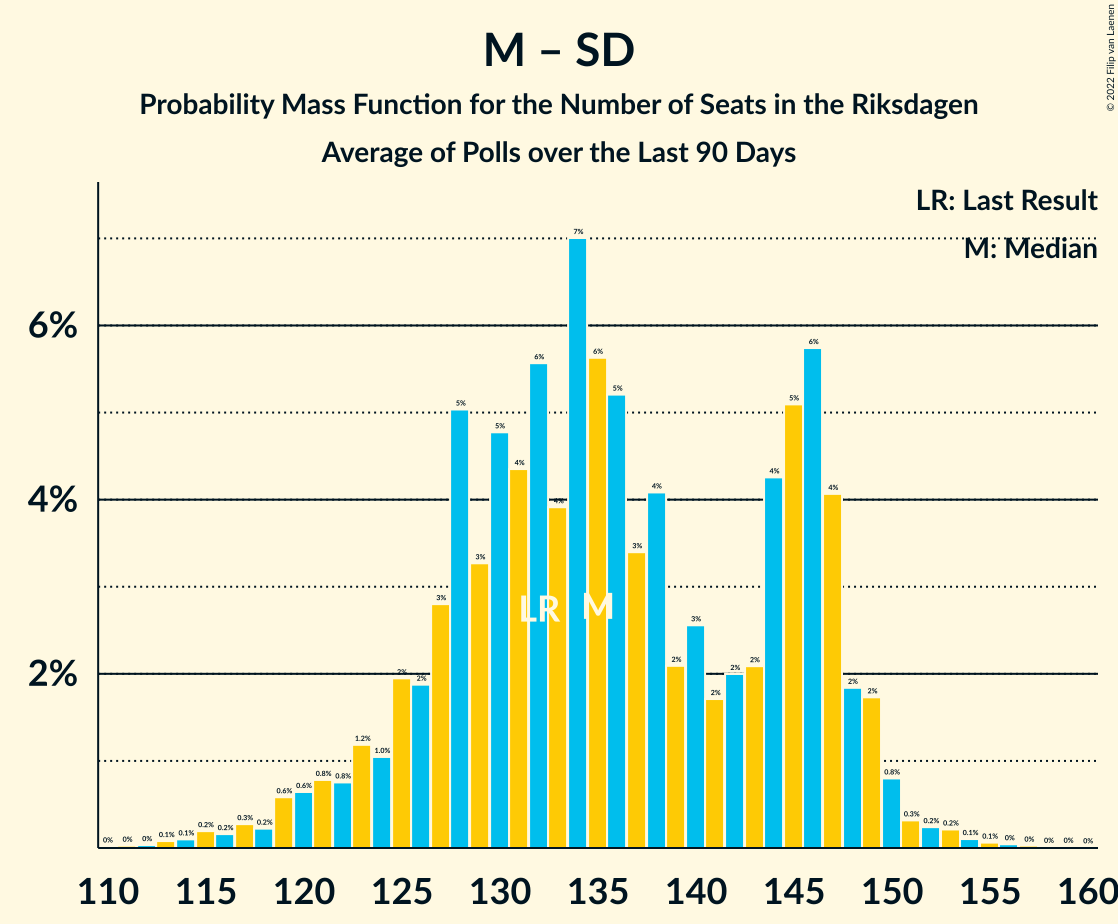 © 2022 Filip van Laenen
M – SD
Probability Mass Function for the Number of Seats in the Riksdagen
Average of Polls over the Last 90 Days
LR: Last Result
M: Median
6%
4%
2%
0% 0% 0% 0.1% 0.1% 0.2% 0.2% 0.3% 0.2% 0.6% 0.6% 0.8% 0.8% 1.2% 1.0% 2% 2% 3% 5% 3% 5% 4% 6% 4% 7% 6% 5% 3% 4% 2% 3% 2% 2% 2% 4% 5% 6% 4% 2% 2% 0.8% 0.3% 0.2% 0.2% 0.1% 0.1% 0% 0% 0% 0% 0%
LR M
110 115 120 125 130 135 140 145 150 155 160